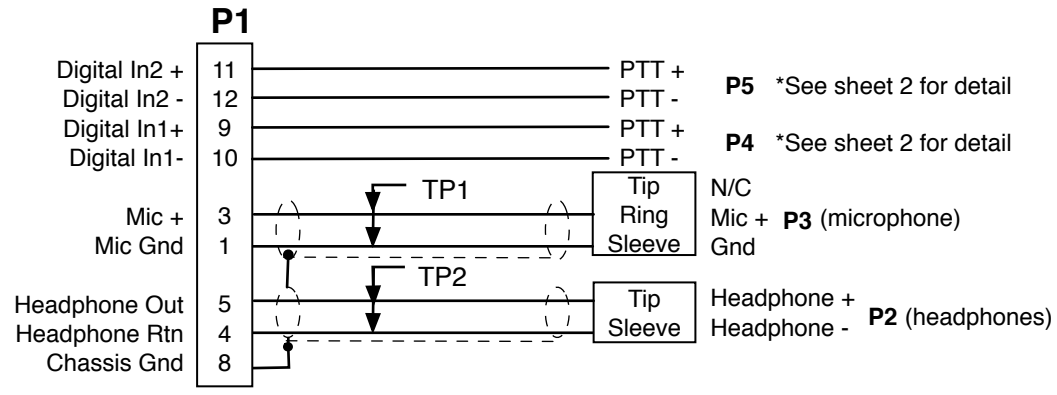 P1
Digital In2 + 11 PTT +
Digital In2 - 12 PTT - P5 *See sheet 2 for detail
Digital In1+ 9 PTT +
Digital In1- 10 PTT - P4 *See sheet 2 for detail
TP1 Tip N/C
Mic + 3 Ring Mic + P3 (microphone)
Mic Gnd 1 Sleeve Gnd
TP2
Headphone Out 5 Tip Headphone +
Headphone Rtn 4 Sleeve Headphone - P2 (headphones)
Chassis Gnd 8